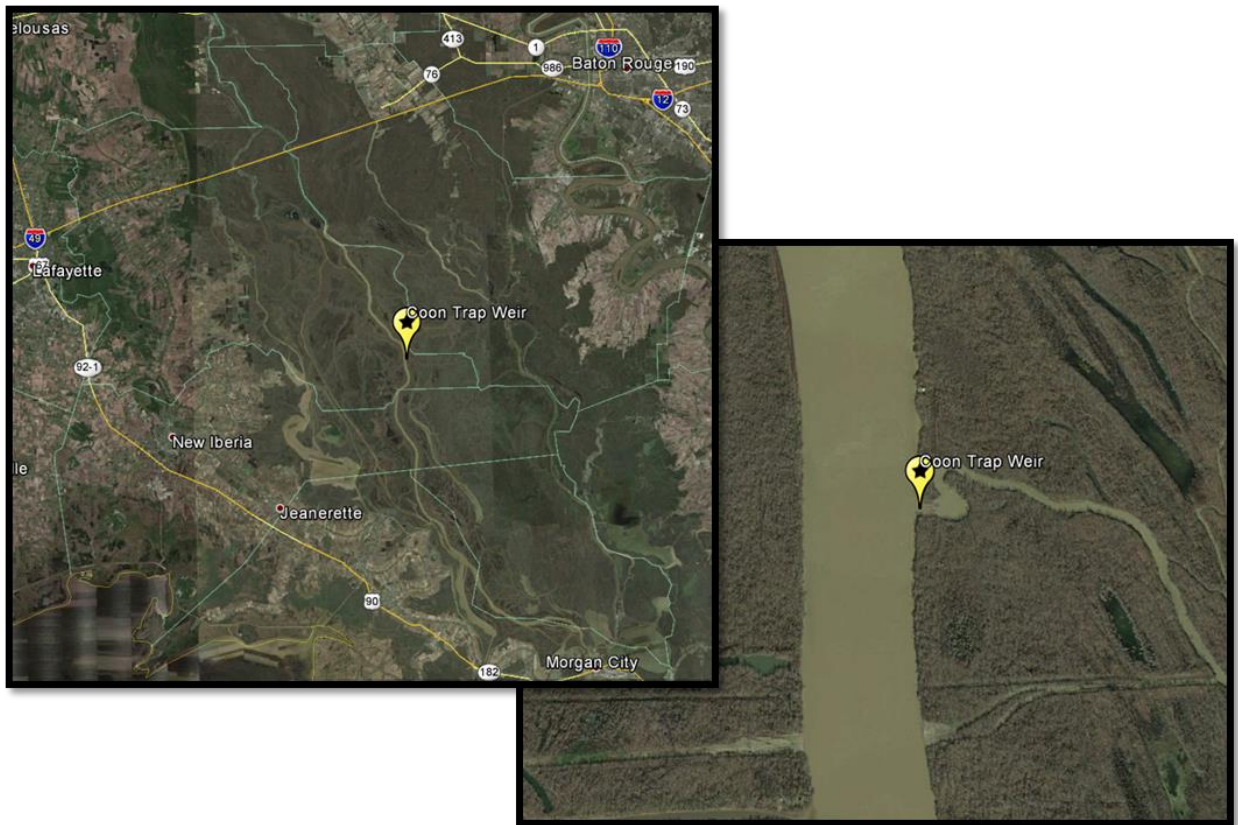 elousas
413
1
110
Baton Rouge
190
76
986
12
73
49
Lafayette
Coon Trap Weir
92-1
New Iberia
lle
Jeanerette
90
182
Morgan City
Coon Trap Weir